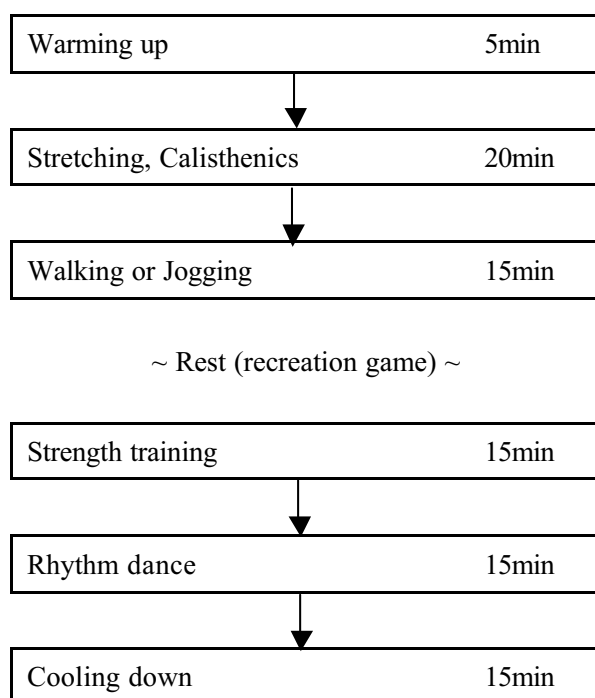 Warming up 5min
Stretching, Calisthenics 20min
Walking or Jogging 15min
~ Rest (recreation game) ~
Strength training 15min
Rhythm dance 15min
Cooling down 15min